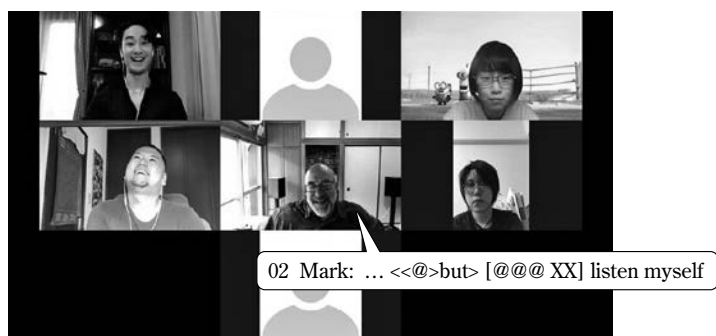 02 Mark: … <<@>but> [@@@ XX] listen myself